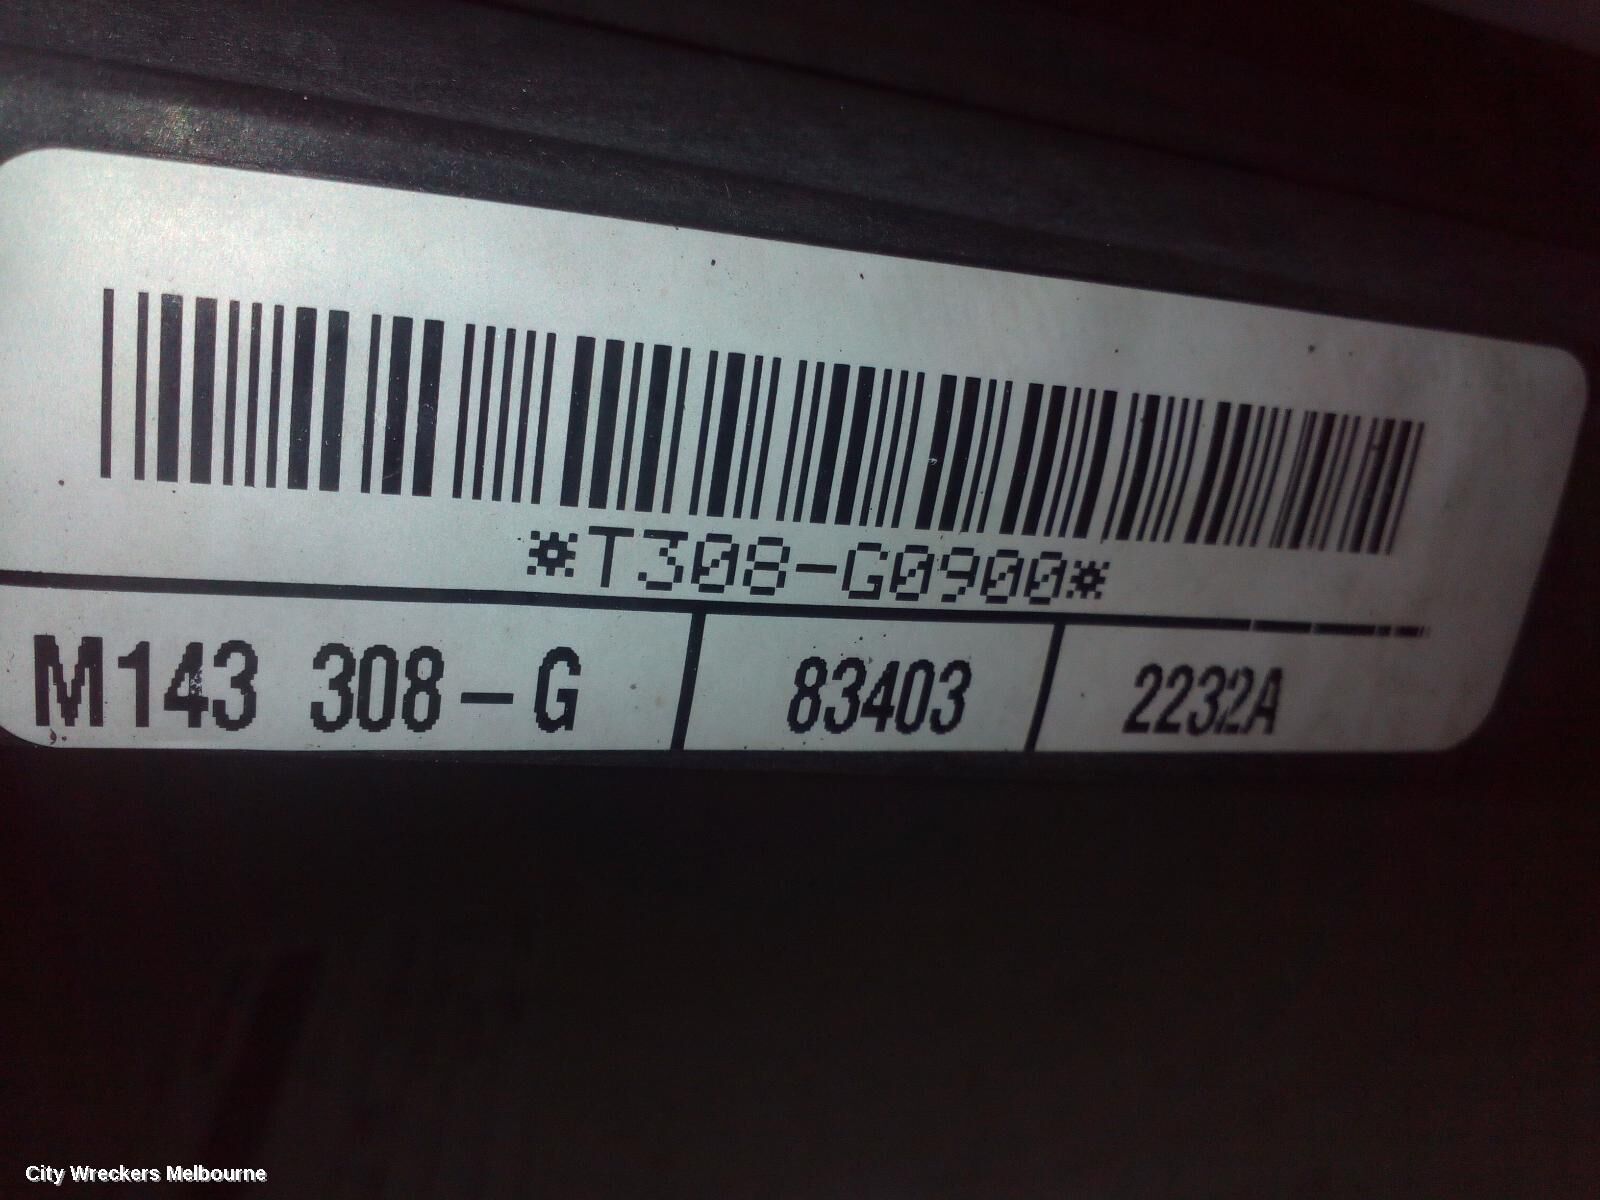 *T308-G0900*
M143 308-G 83403 2232A
City Wreckers Melbourne